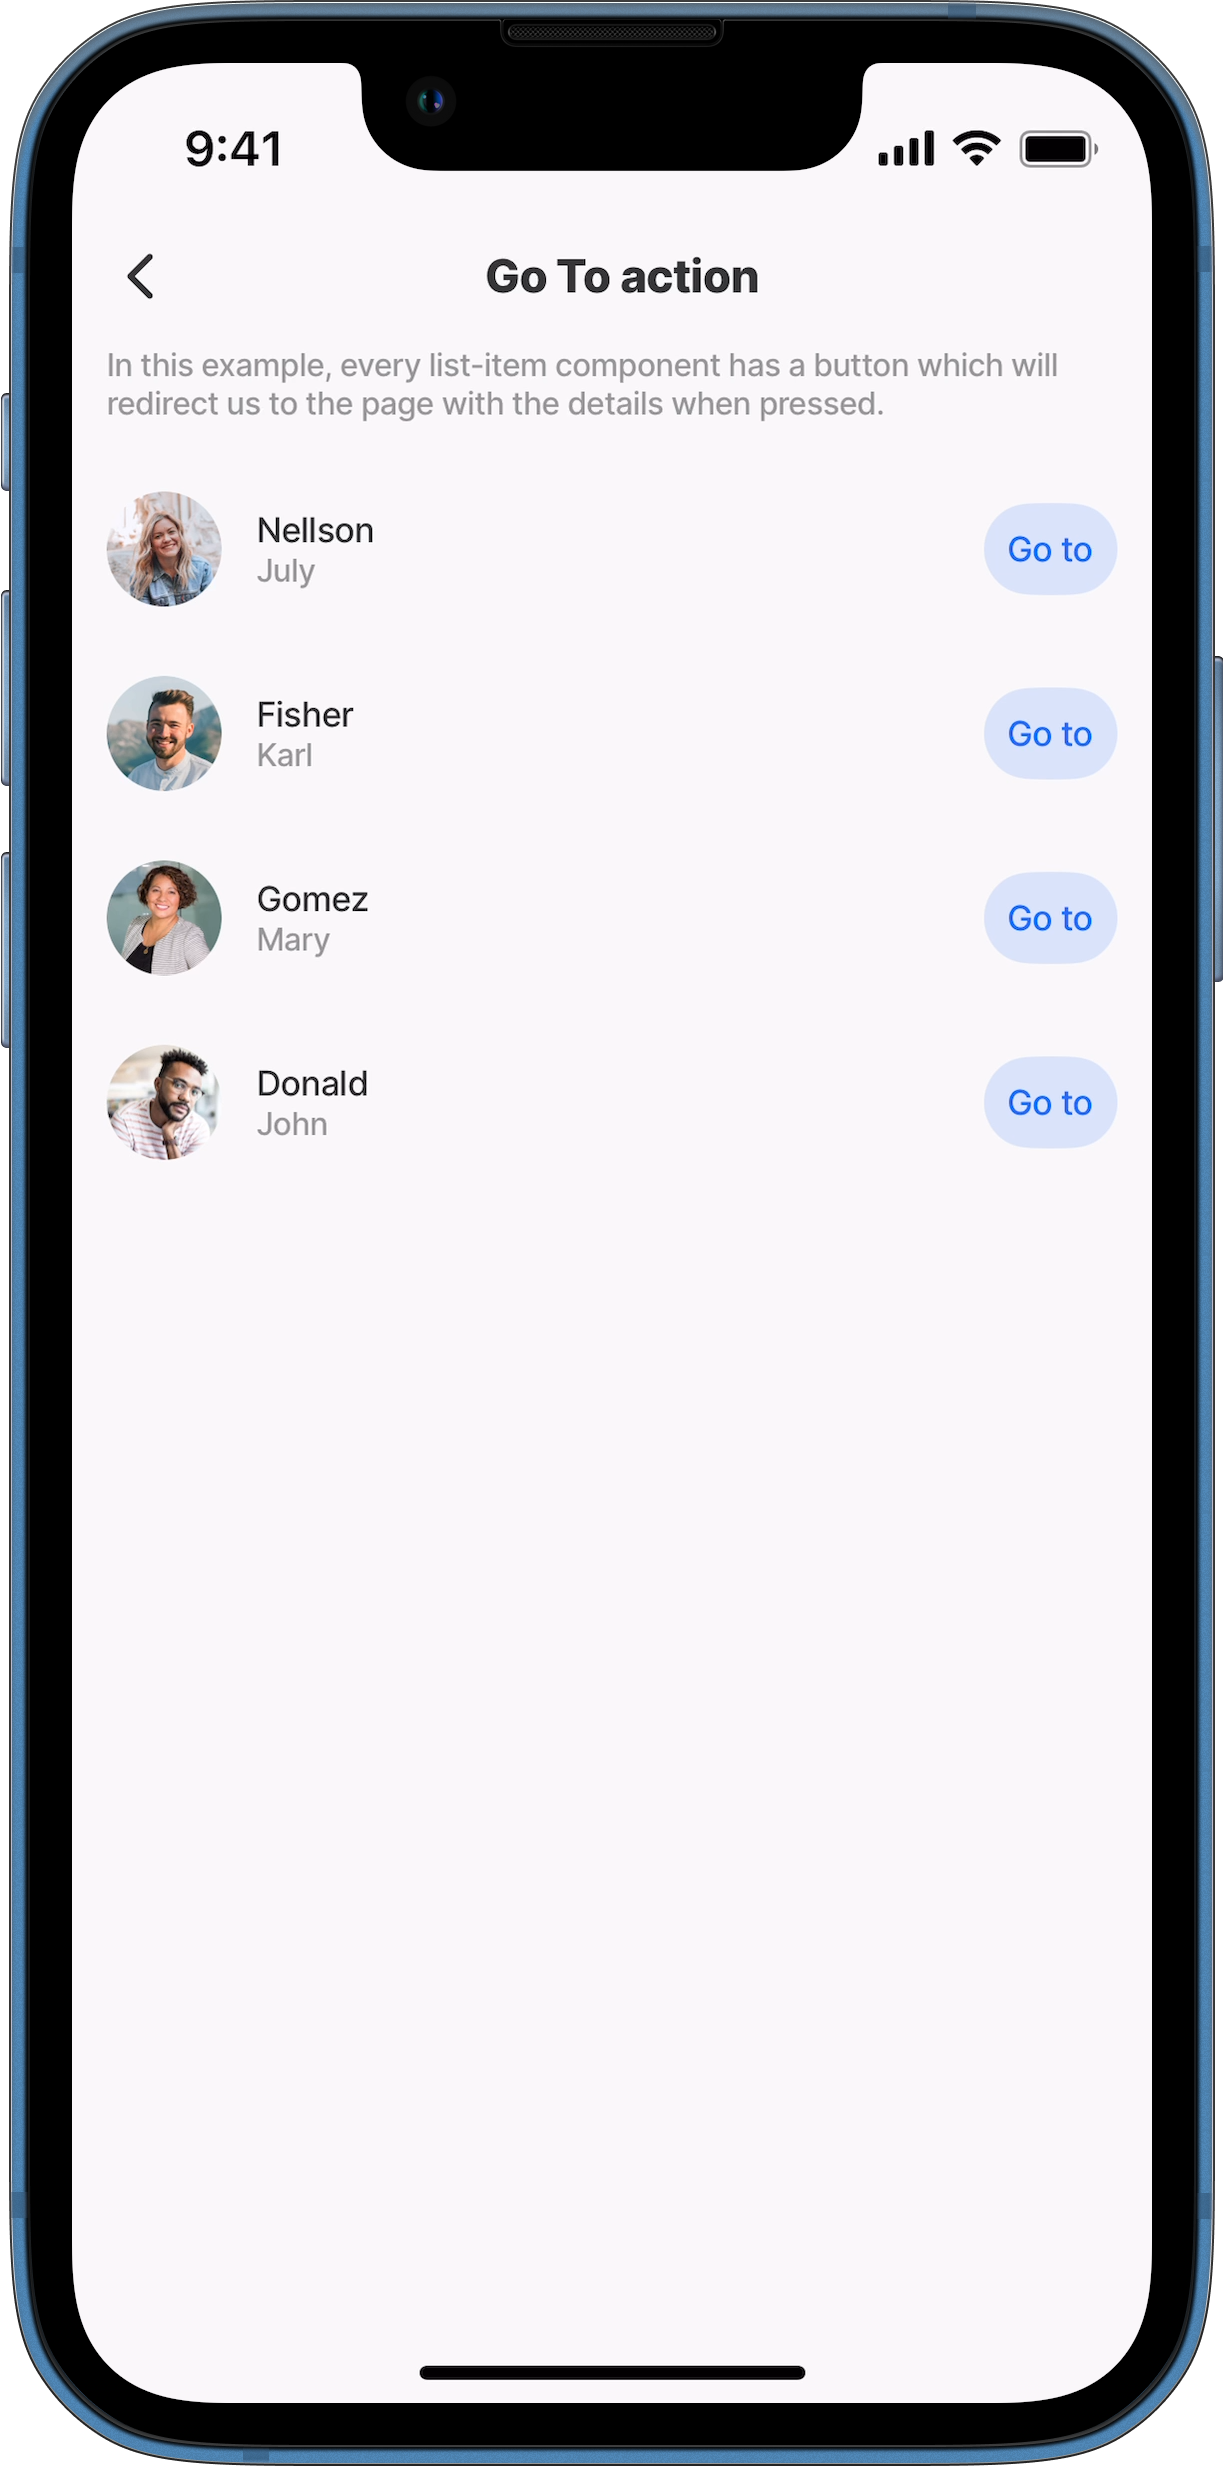 9:41
Go To action
In this example, every list-item component has a button which will
redirect us to the page with the details when pressed.
Nellson
July
Go to
Fisher
Karl
Go to
Gomez
Mary
Go to
Donald
John
Go to